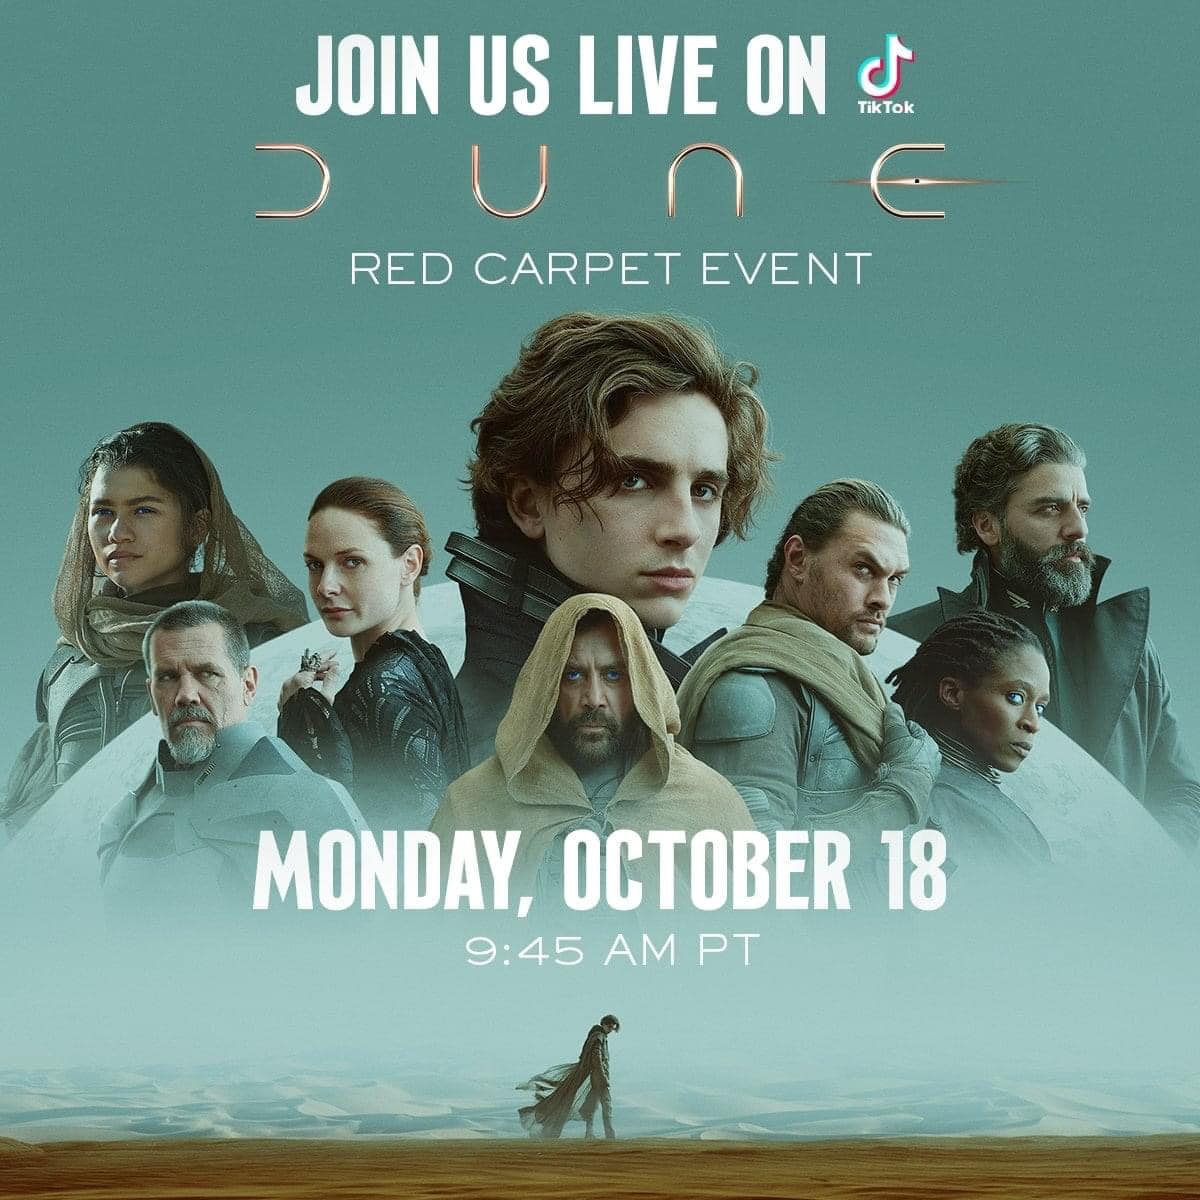 JOIN US LIVE ON
TikTok
DUNE
RED CARPET EVENT
MONDAY, OCTOBER 18
9:45 AM PT